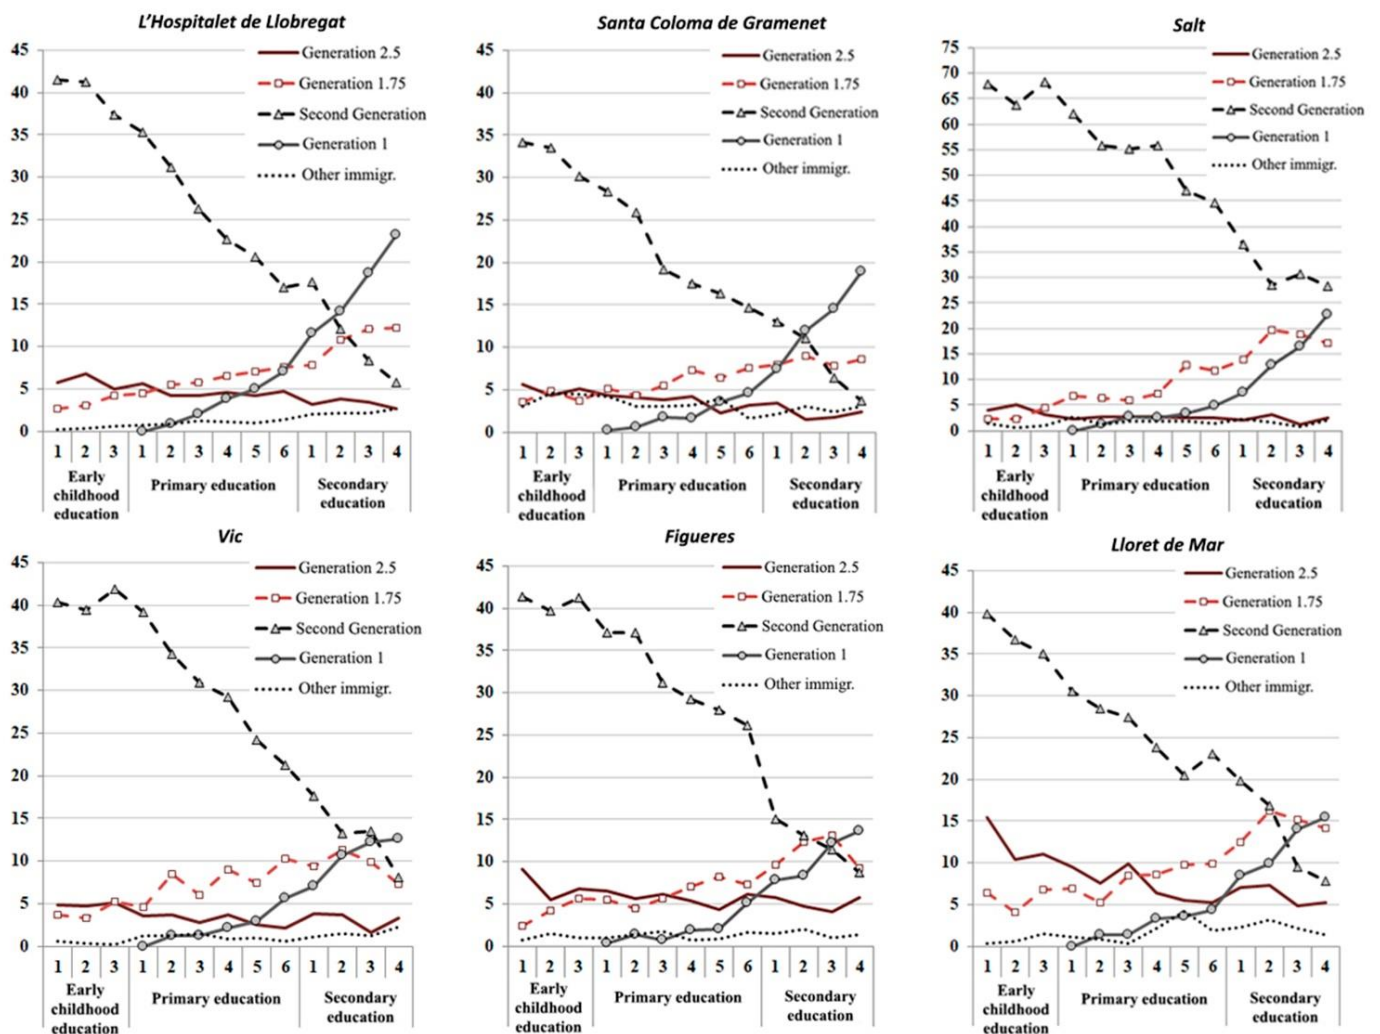 L'Hospitalet de Llobregat
45
40
35
30
25
20
15
10
5
0
Generation 2.5
Generation 1.75
Second Generation
Generation 1
Other immigr.
1 2 3 1 2 3 4 5 6 1 2 3 4
Early
childhood
education
Primary education
Secondary
education
Santa Coloma de Gramenet
45
40
35
30
25
20
15
10
5
0
Generation 2.5
Generation 1.75
Second Generation
Generation 1
Other immigr.
1 2 3 1 2 3 4 5 6 1 2 3 4
Early
childhood
education
Primary education
Secondary
education
Salt
75
70
65
60
55
50
45
40
35
30
25
20
15
10
5
0
Generation 2.5
Generation 1.75
Second Generation
Generation 1
Other immigr.
1 2 3 1 2 3 4 5 6 1 2 3 4
Early
childhood
education
Primary education
Secondary
education
Vic
45
40
35
30
25
20
15
10
5
0
Generation 2.5
Generation 1.75
Second Generation
Generation 1
Other immigr.
1 2 3 1 2 3 4 5 6 1 2 3 4
Early
childhood
education
Primary education
Secondary
education
Figueres
45
40
35
30
25
20
15
10
5
0
Generation 2.5
Generation 1.75
Second Generation
Generation 1
Other immigr.
1 2 3 1 2 3 4 5 6 1 2 3 4
Early
childhood
education
Primary education
Secondary
education
Lloret de Mar
45
40
35
30
25
20
15
10
5
0
Generation 2.5
Generation 1.75
Second Generation
Generation 1
Other immigr.
1 2 3 1 2 3 4 5 6 1 2 3 4
Early
childhood
education
Primary education
Secondary
education